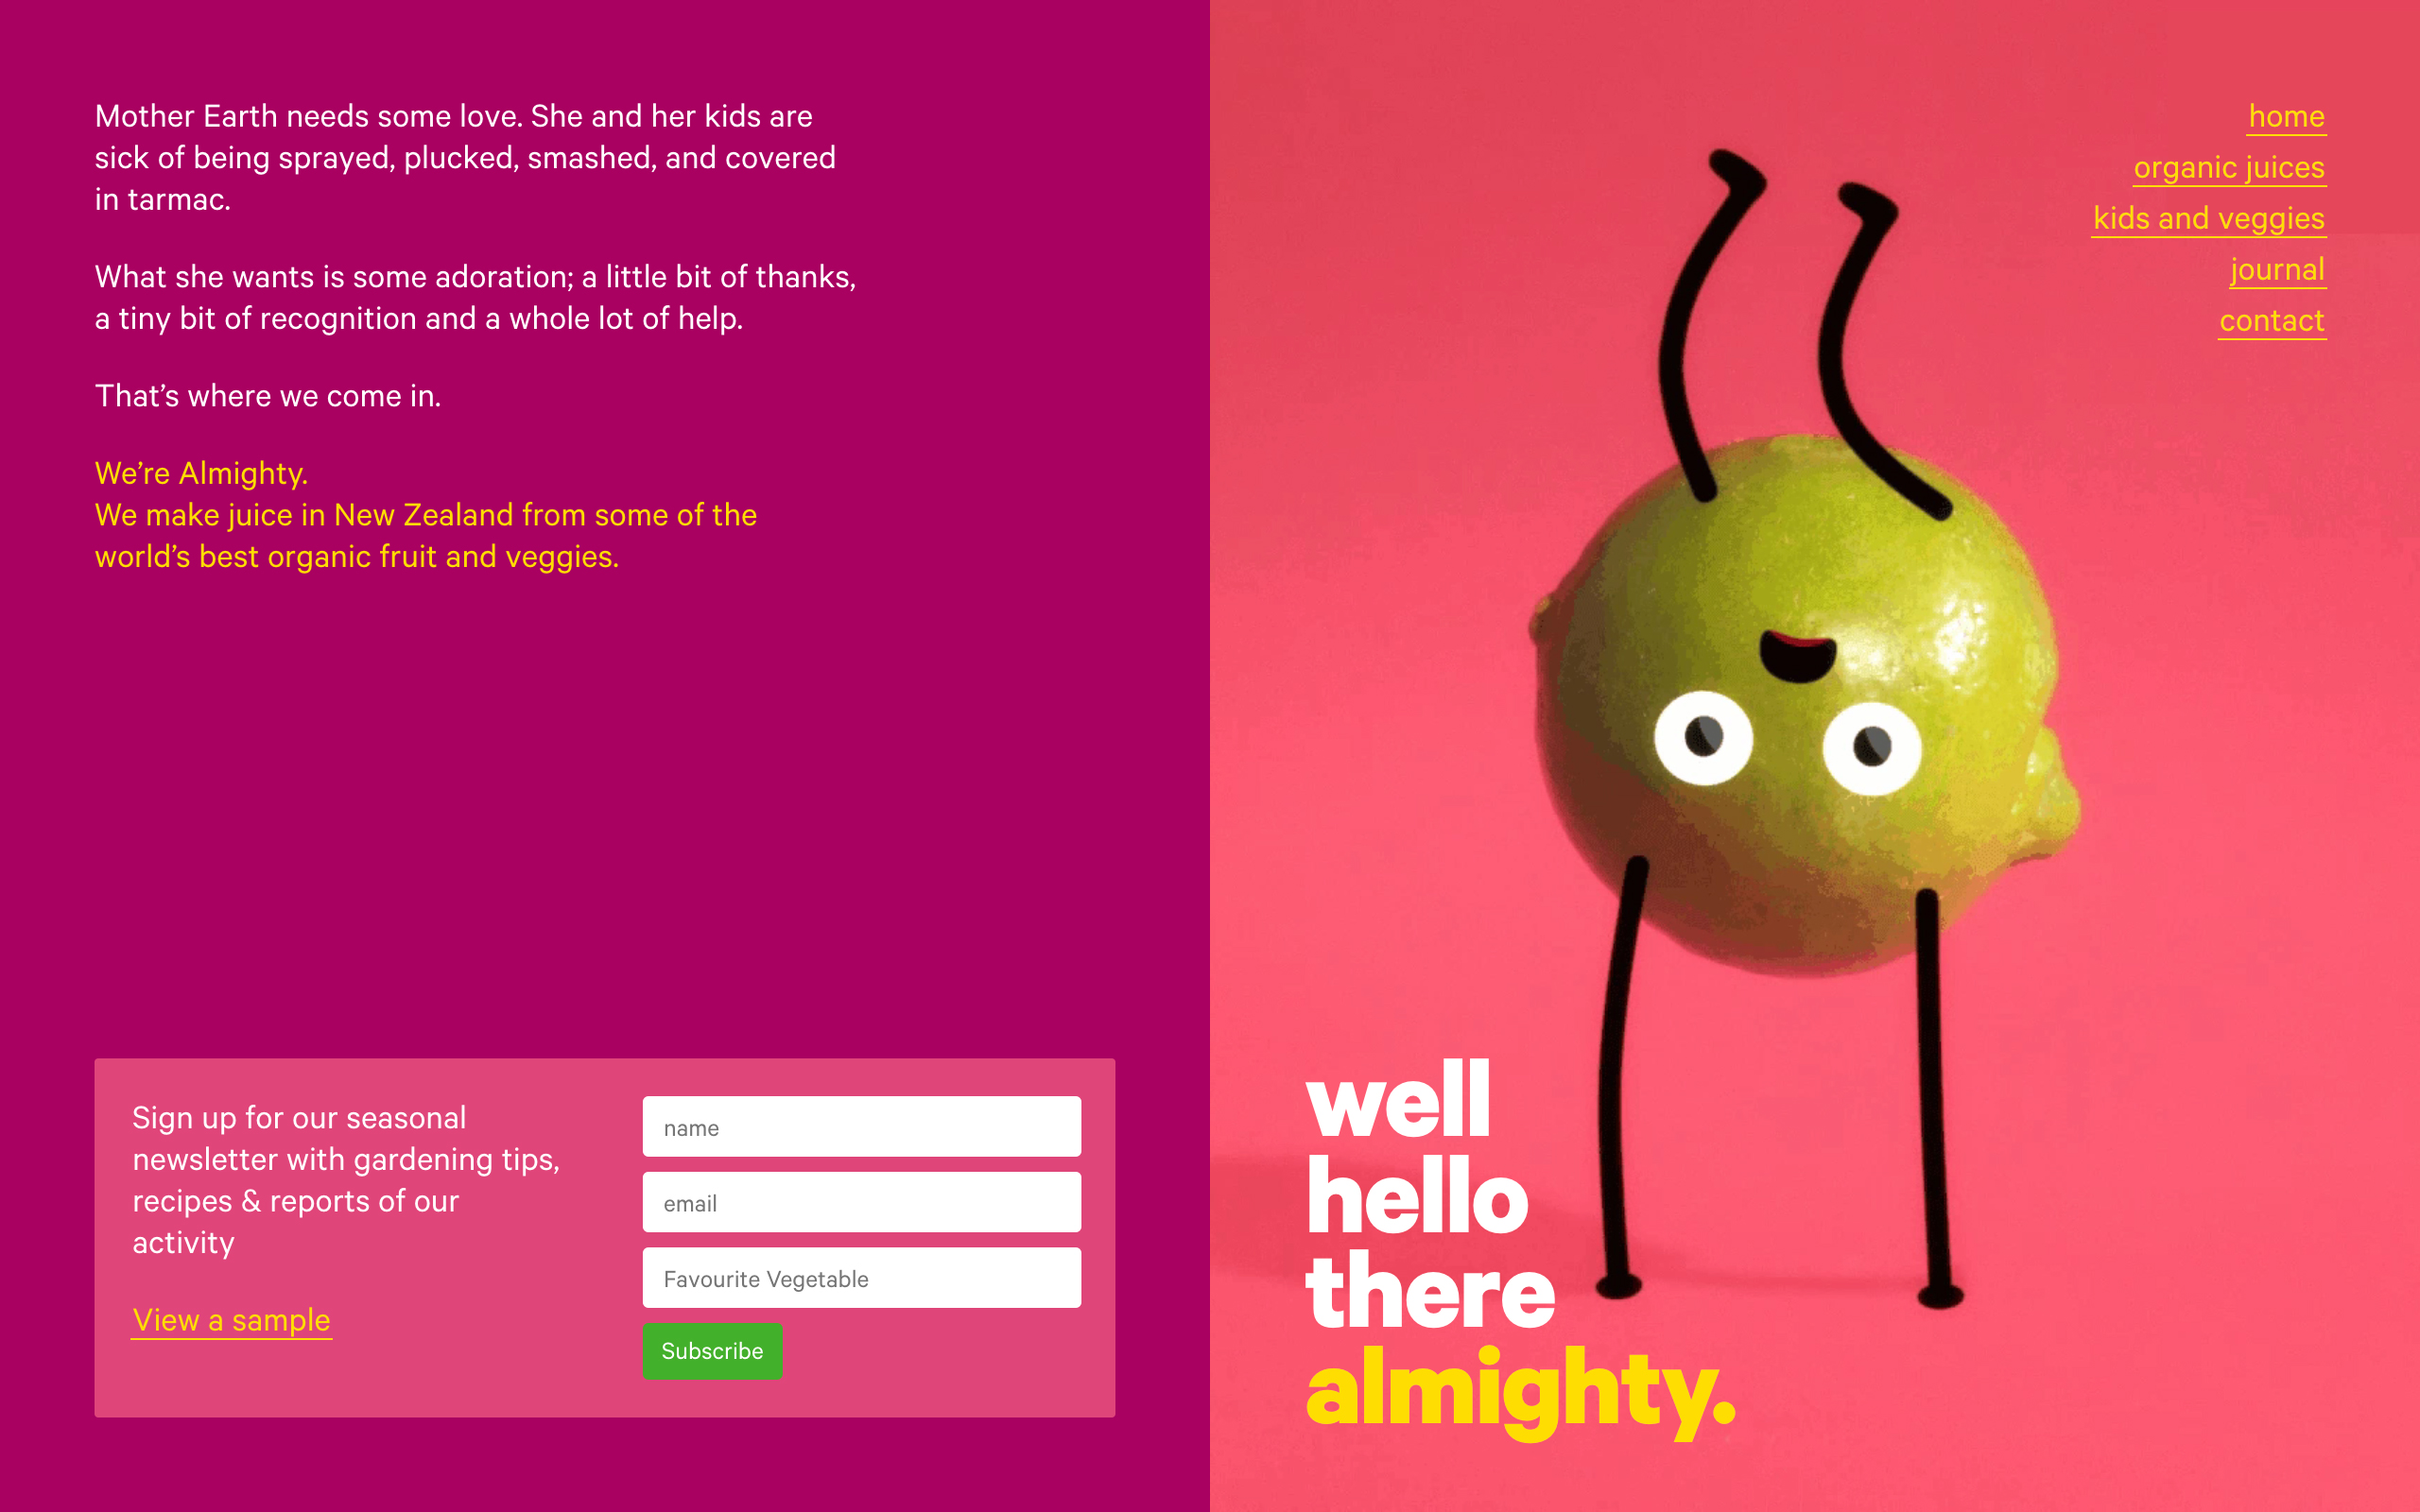 Mother Earth needs some love. She and her kids are
sick of being sprayed, plucked, smashed, and covered
in tarmac.
What she wants is some adoration; a little bit of thanks,
a tiny bit of recognition and a whole lot of help.
That’s where we come in.
We’re Almighty.
We make juice in New Zealand from some of the
world’s best organic fruit and veggies.
Sign up for our seasonal
newsletter with gardening tips,
recipes & reports of our
activity
View a sample
name
email
Favourite Vegetable
Subscribe
home
organic juices
kids and veggies
journal
contact
well
hello
there
almighty.